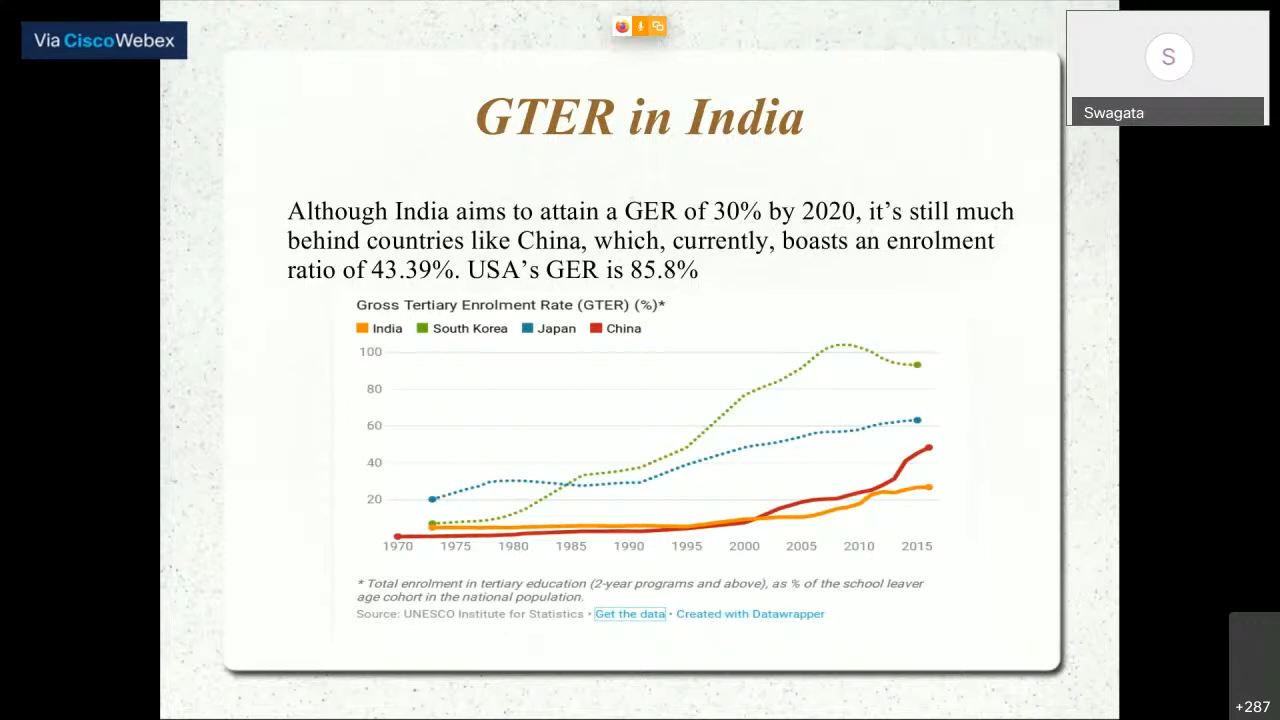 Via CiscoWebex
S
Swagata
GTER in India
Although India aims to attain a GER of 30% by 2020, it’s still much
behind countries like China, which, currently, boasts an enrolment
ratio of 43.39%. USA’s GER is 85.8%
Gross Tertiary Enrolment Rate (GTER) (%)*
India South Korea Japan China
100
80
60
40
20
1970 1975 1980 1985 1990 1995 2000 2005 2010 2015
* Total enrolment in tertiary education (2-year programs and above), as % of the school leaver
age cohort in the national population.
Source: UNESCO Institute for Statistics • Get the data • Created with Datawrapper
+287